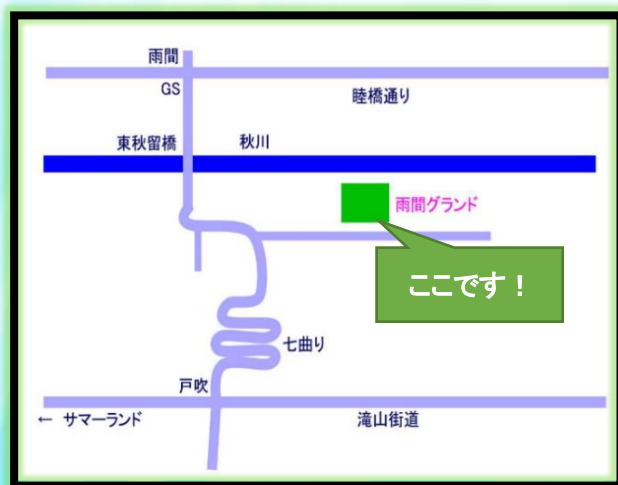 雨間
GS
睦橋通り
東秋留橋
秋川
雨間グランド
ここです！
七曲り
戸吹
← サマーランド
滝山街道